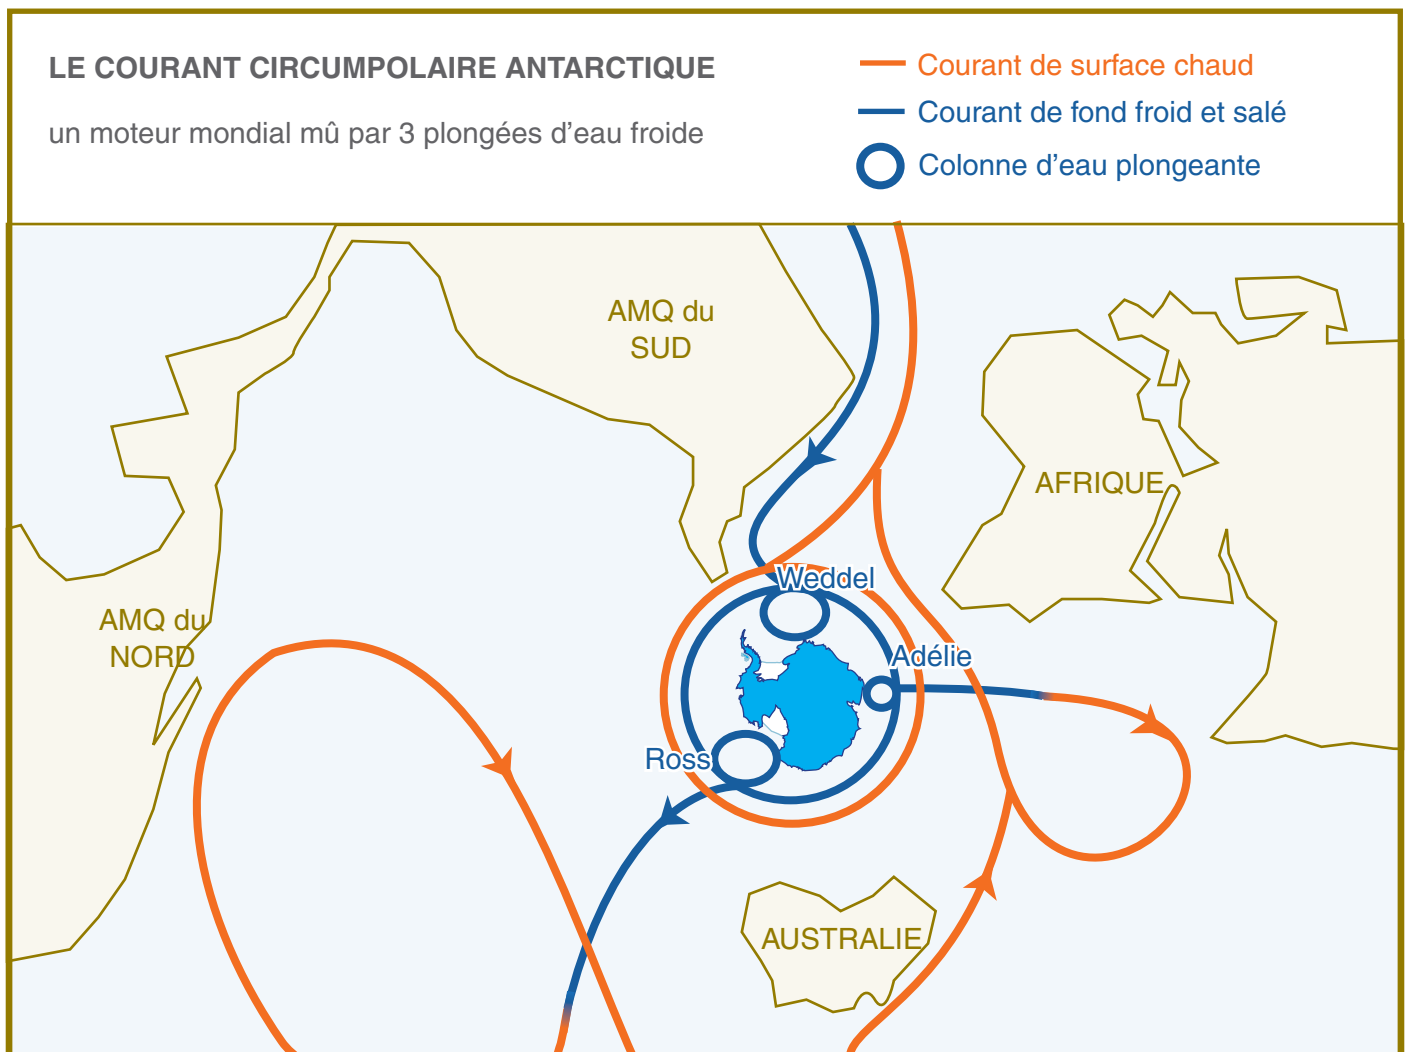 LE COURANT CIRCUMPOLAIRE ANTARCTIQUE
un moteur mondial mû par 3 plongées d'eau froide
Courant de surface chaud
Courant de fond froid et salé
Colonne d'eau plongeante
AMQ du
SUD
AFRIQUE
Weddel
AMQ du
NORD
Adélie
Ross
AUSTRALIE